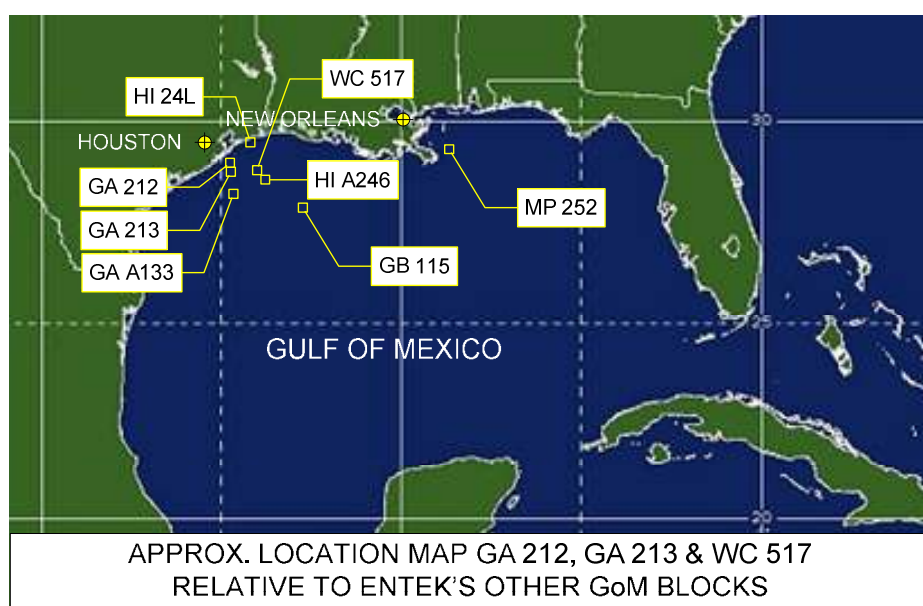 WC 517
HI 24L
NEW ORLEANS
30
HOUSTON
GA 212
HI A246
MP 252
GA 213
GA A133
GB 115
25
GULF OF MEXICO
90
20
APPROX. LOCATION MAP GA 212, GA 213 & WC 517
RELATIVE TO ENTEK'S OTHER GoM BLOCKS